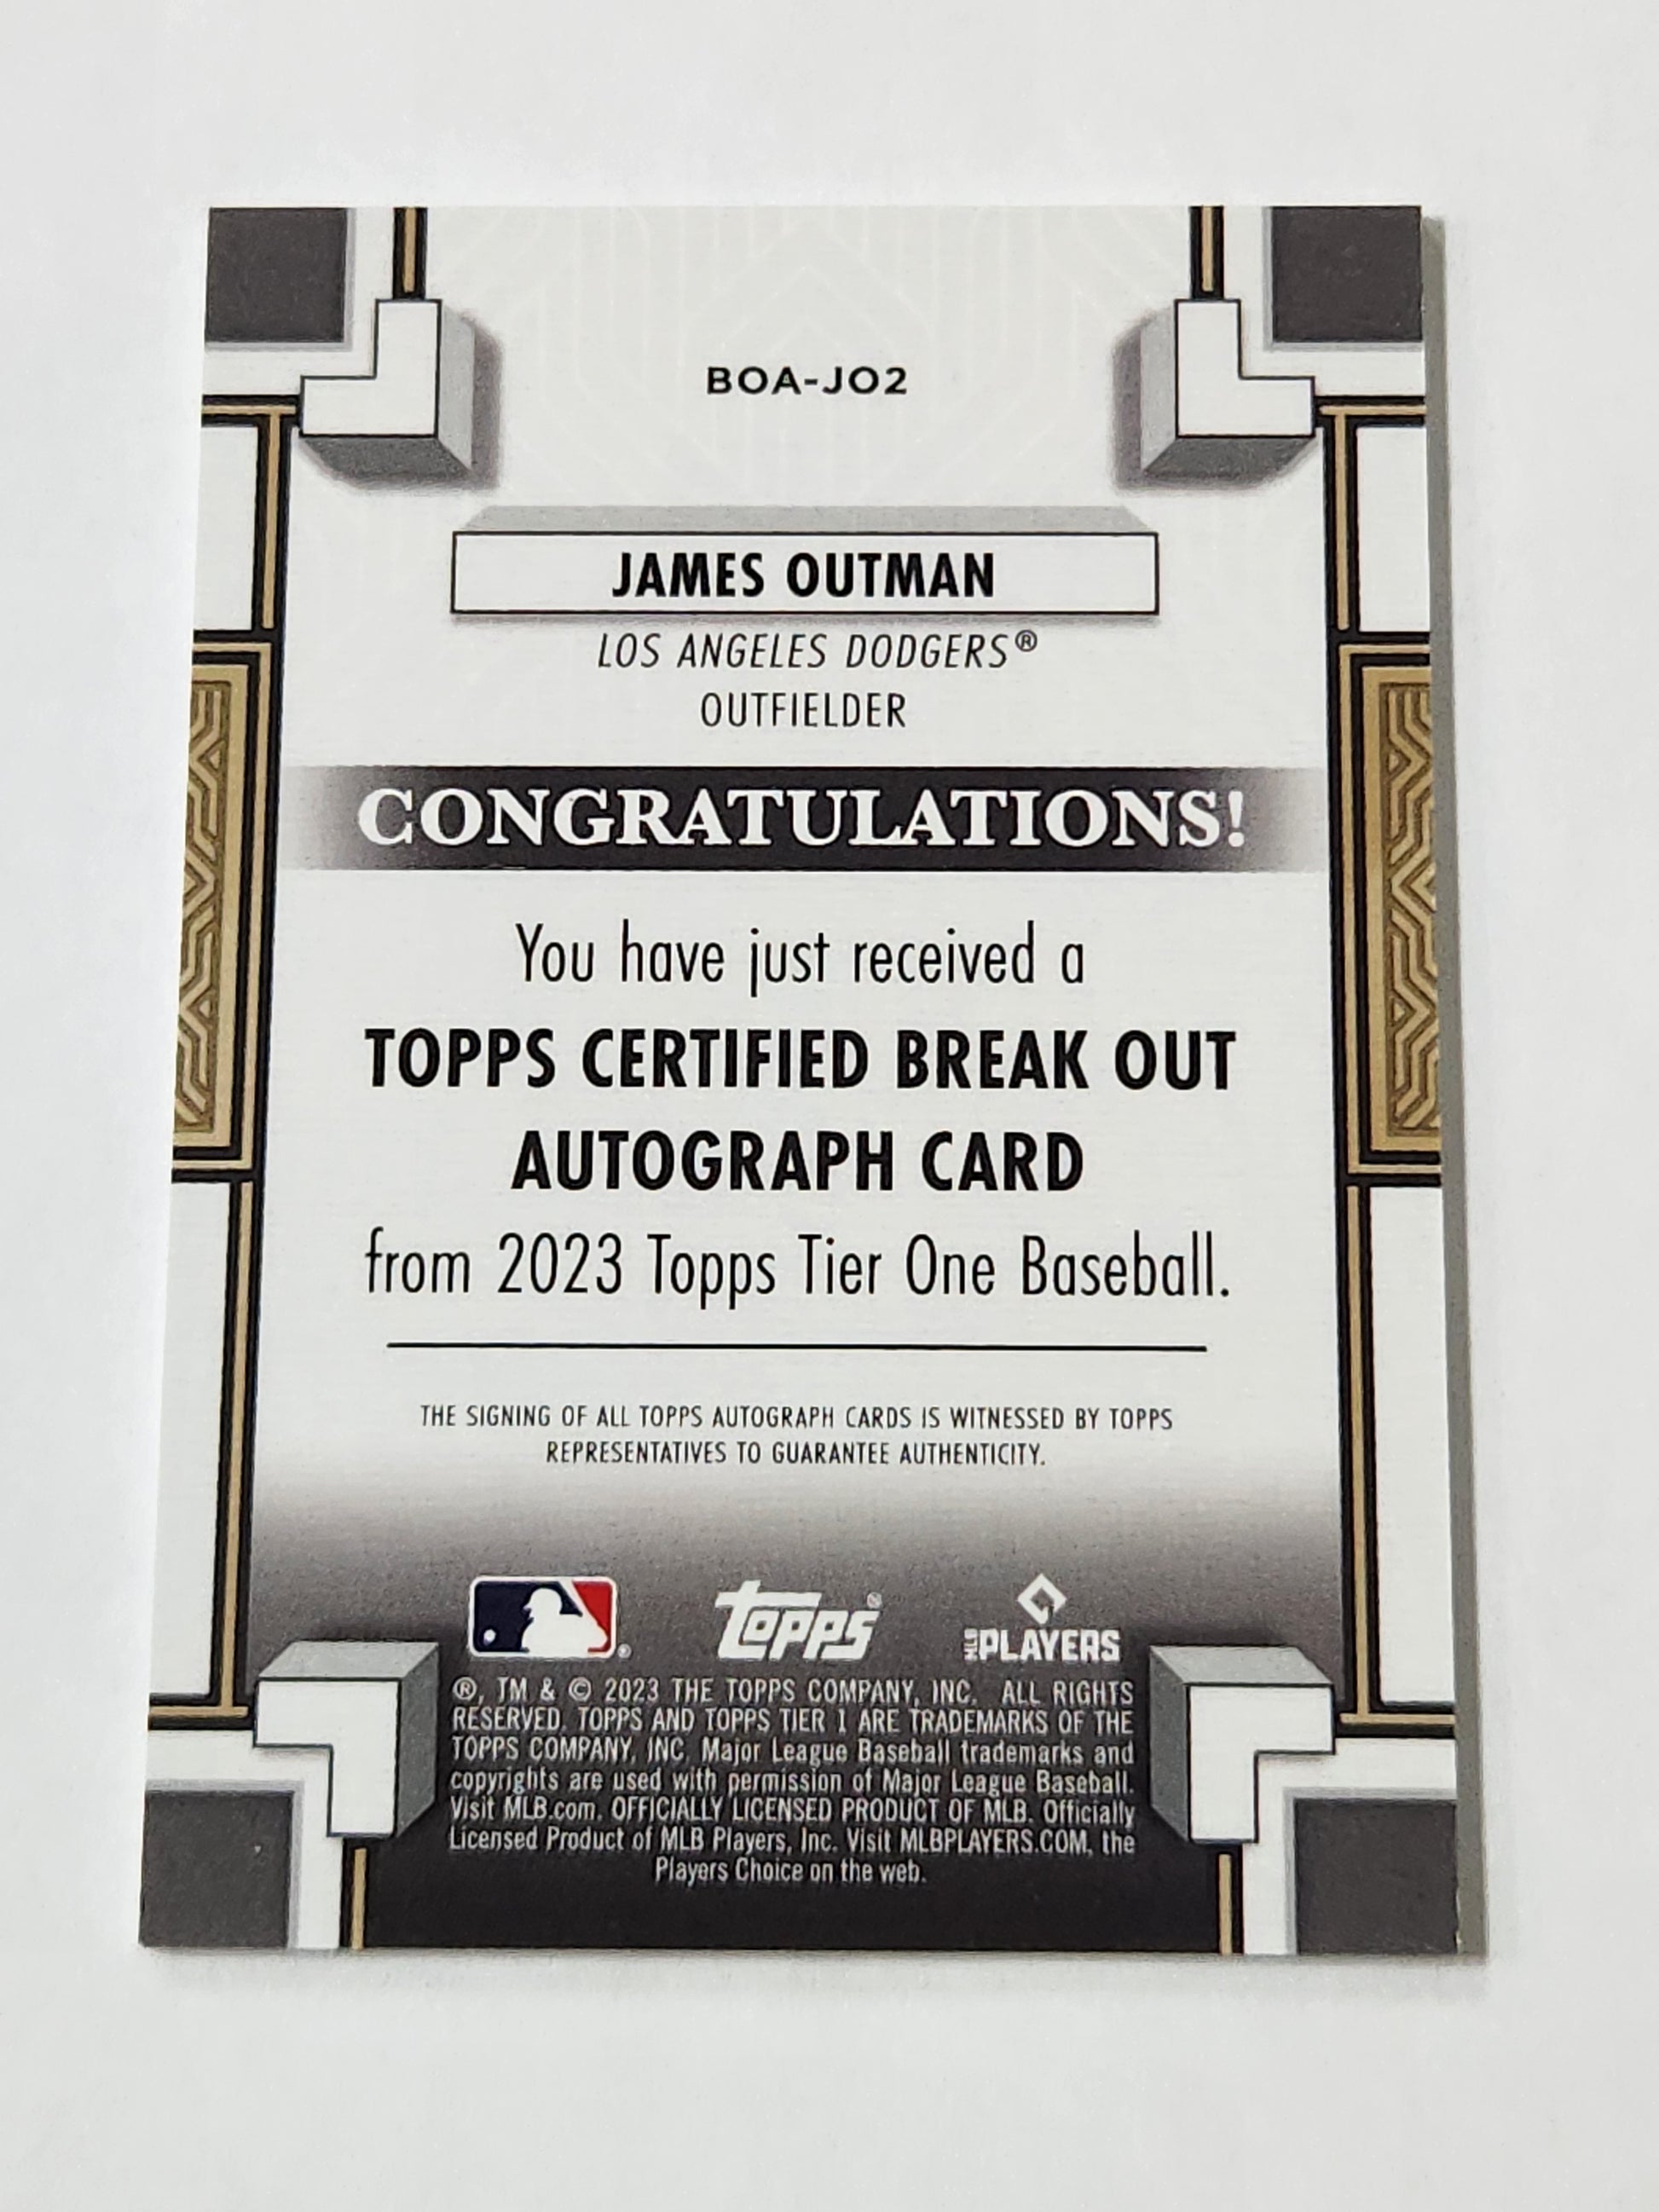 BOA-JO2
JAMES OUTMAN
LOS ANGELES DODGERS®
OUTFIELDER
CONGRATULATIONS!
You have just received a
TOPPS CERTIFIED BREAK OUT
AUTOGRAPH CARD
from 2023 Topps Tier One Baseball.
THE SIGNING OF ALL TOPPS AUTOGRAPH CARDS IS WITNESSED BY TOPPS
REPRESENTATIVES TO GUARANTEE AUTHENTICITY.
® topps® MLB PLAYERS
®, TM & © 2023 THE TOPPS COMPANY, INC. ALL RIGHTS
RESERVED. TOPPS AND TOPPS TIER 1 ARE TRADEMARKS OF THE
TOPPS COMPANY, INC. Major League Baseball trademarks and
copyrights are used with permission of Major League Baseball.
Visit MLB.com. OFFICIALLY LICENSED PRODUCT OF MLB. Officially
Licensed Product of MLB Players, Inc. Visit MLBPLAYERS.COM, the
Players Choice on the web.